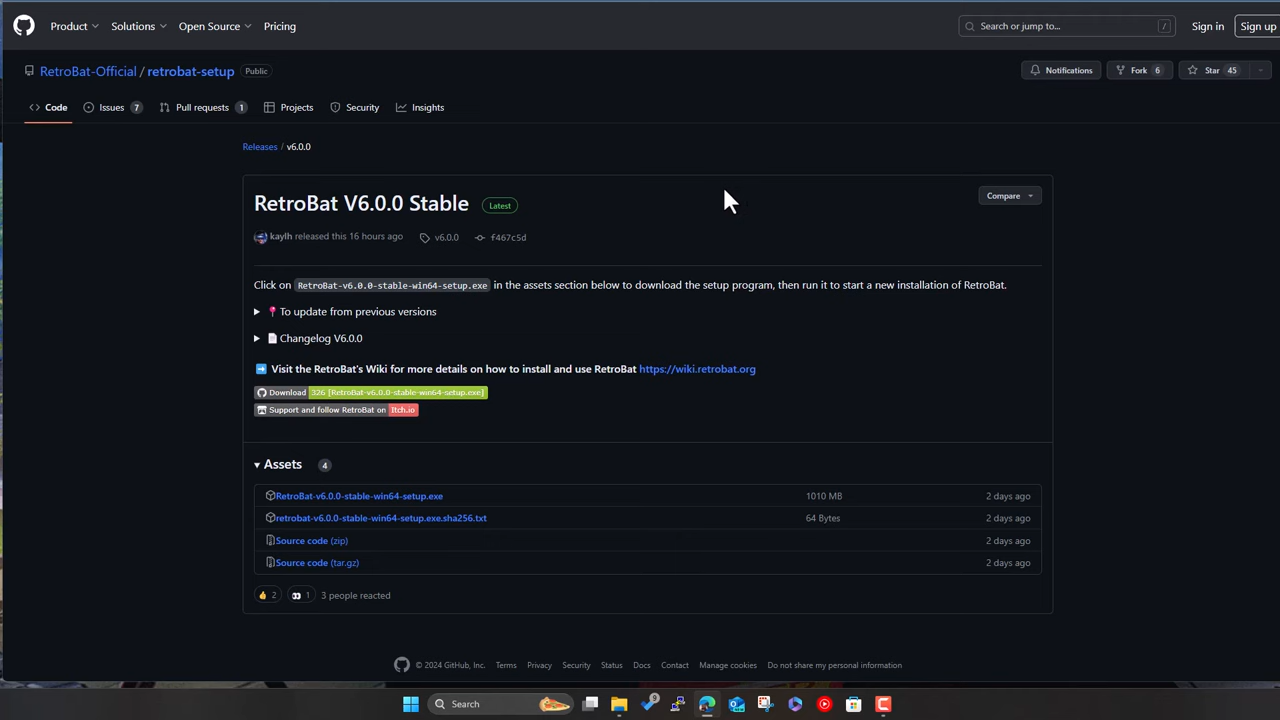 Product Solutions Open Source Pricing Search or jump to... / Sign in Sign up
RetroBat-Official / retrobat-setup Public Notifications Fork 6 Star 45
Code Issues 7 Pull requests 1 Projects Security Insights
Releases / v6.0.0
RetroBat V6.0.0 Stable Latest Compare
kaylh released this 16 hours ago v6.0.0 f467c5d
Click on RetroBat-v6.0.0-stable-win64-setup.exe in the assets section below to download the setup program, then run it to start a new installation of RetroBat.
To update from previous versions
Changelog V6.0.0
Visit the RetroBat's Wiki for more details on how to install and use RetroBat https://wiki.retrobat.org
Download 326 [RetroBat-v6.0.0-stable-win64-setup.exe]
Support and follow RetroBat on Itch.io
Assets 4
RetroBat-v6.0.0-stable-win64-setup.exe 1010 MB 2 days ago
retrobat-v6.0.0-stable-win64-setup.exe.sha256.txt 64 Bytes 2 days ago
Source code (zip) 2 days ago
Source code (tar.gz) 2 days ago
2 1 3 people reacted
© 2024 GitHub, Inc. Terms Privacy Security Status Docs Contact Manage cookies Do not share my personal information
Search 9